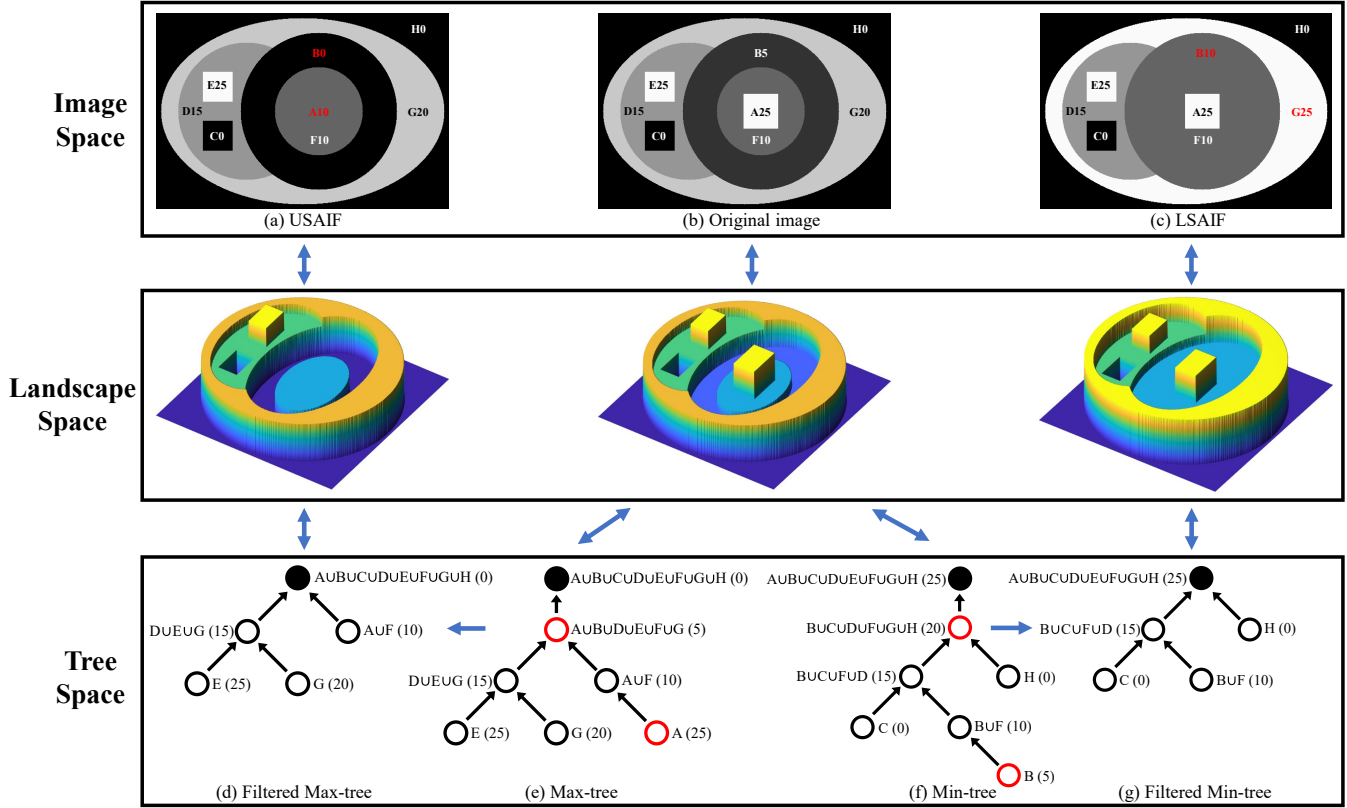 Image
Space
H0
B0
E25
D15
A10
G20
C0
F10
(a) USAIF
H0
B5
E25
D15
A25
G20
C0
F10
(b) Original image
H0
B10
E25
D15
A25
G25
C0
F10
(c) LSAIF
Landscape
Space
Tree
Space
A∪B∪C∪D∪E∪F∪G∪H (0)
D∪E∪G (15)
A∪F (10)
E (25)
G (20)
(d) Filtered Max-tree
A∪B∪C∪D∪E∪F∪G∪H (0)
A∪B∪D∪E∪F∪G (5)
D∪E∪G (15)
A∪F (10)
E (25)
G (20)
A (25)
(e) Max-tree
A∪B∪C∪D∪E∪F∪G∪H (25)
B∪C∪D∪F∪G∪H (20)
B∪C∪F∪D (15)
H (0)
C (0)
B∪F (10)
B (5)
(f) Min-tree
A∪B∪C∪D∪E∪F∪G∪H (25)
B∪C∪F∪D (15)
H (0)
C (0)
B∪F (10)
(g) Filtered Min-tree